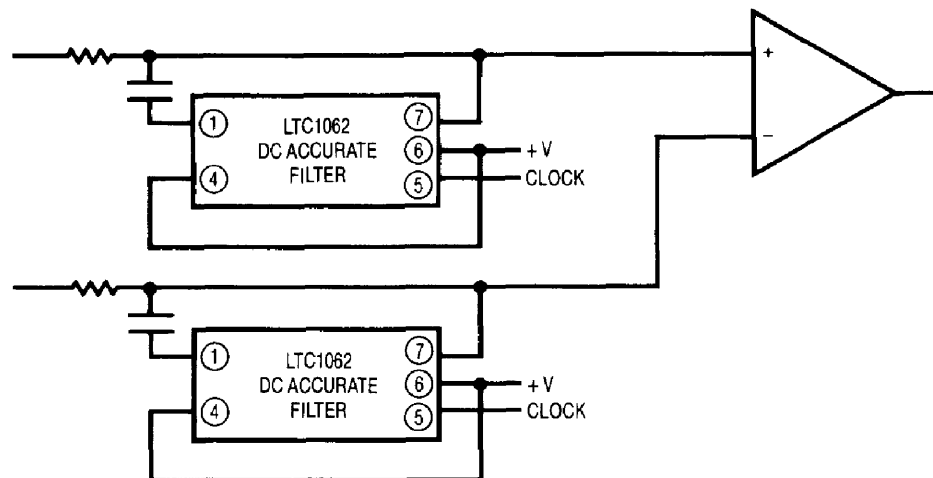 +
−
1
LTC1062
DC ACCURATE
FILTER
7
6
+V
4
5
CLOCK
1
LTC1062
DC ACCURATE
FILTER
7
6
+V
4
5
CLOCK